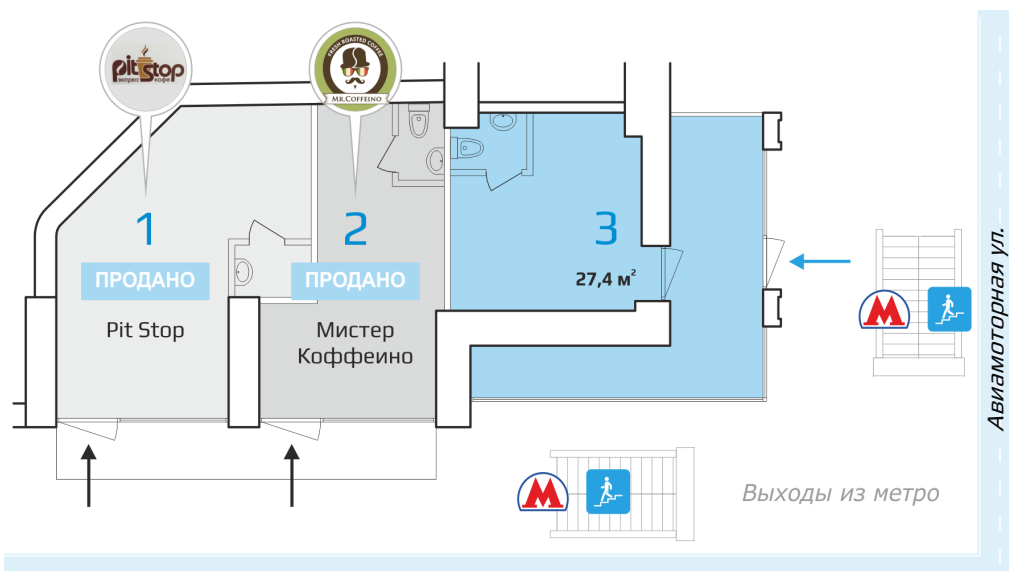 pit stop
экспресс кафе
FRESH ROASTED COFFEE
MR.COFFEINO
1
ПРОДАНО
Pit Stop
2
ПРОДАНО
Мистер
Коффеино
3
27,4 м²
М
М
Выходы из метро
Авиамоторная ул.